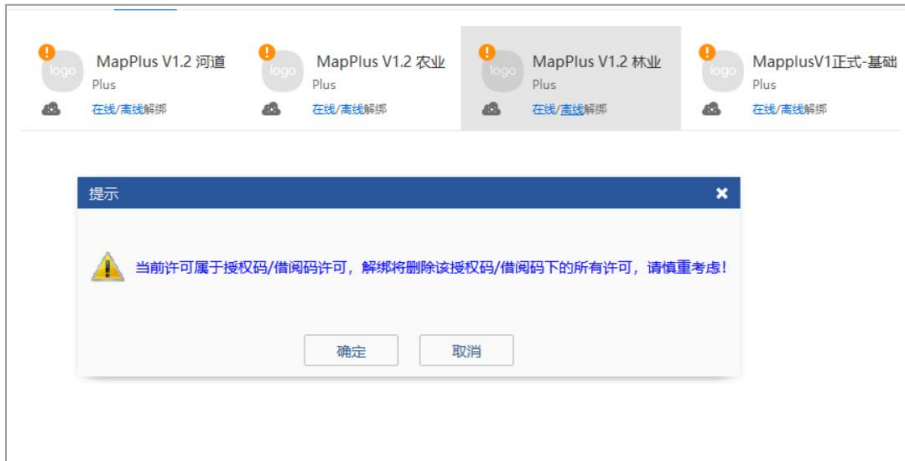 MapPlus V1.2 河道
MapPlus V1.2 农业
MapPlus V1.2 林业
MapplusV1正式-基础
logo
logo
logo
logo
Plus
Plus
Plus
Plus
在线/离线解绑
在线/离线解绑
在线/离线解绑
在线/离线解绑
提示
当前许可属于授权码/借阅码许可，解绑将删除该授权码/借阅码下的所有许可，请慎重考虑！
确定
取消